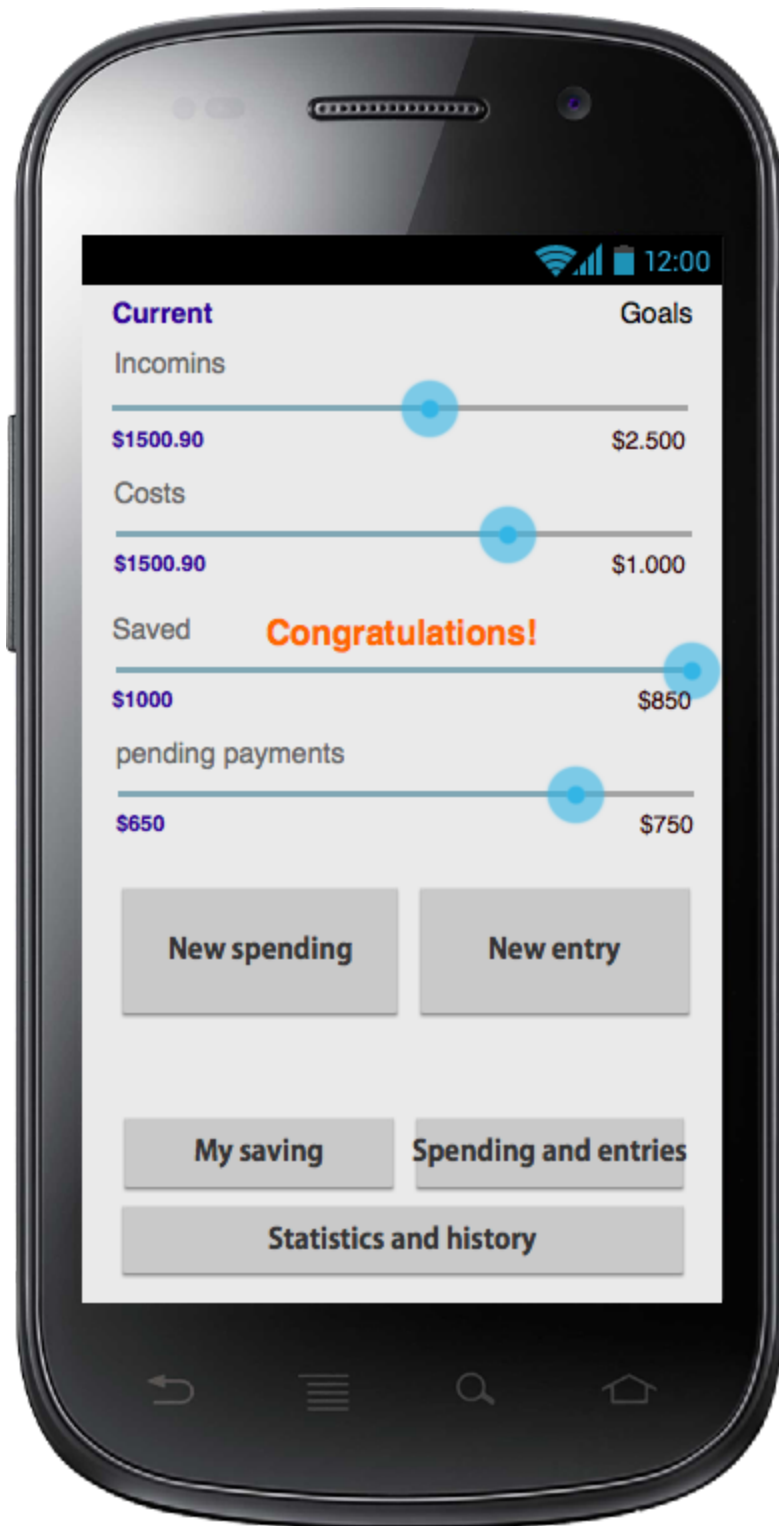 12:00
Current Goals
Incomins
$1500.90 $2.500
Costs
$1500.90 $1.000
Saved Congratulations!
$1000 $850
pending payments
$650 $750
New spending New entry
My saving Spending and entries
Statistics and history